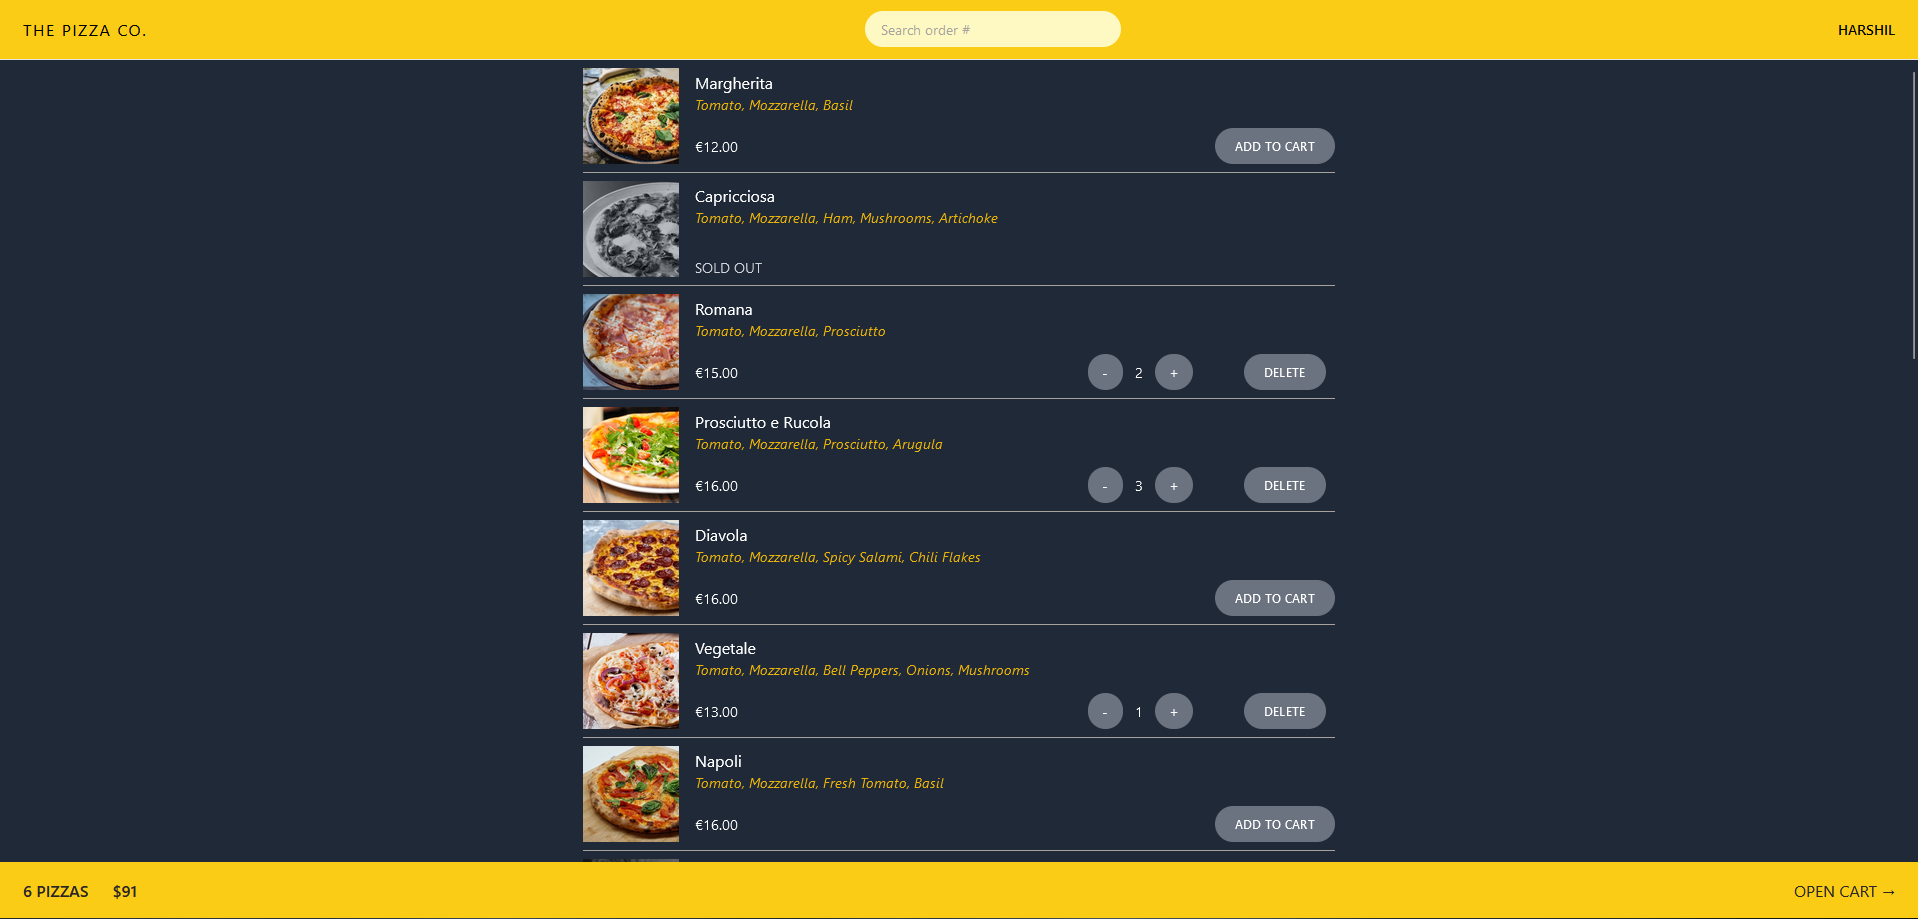 THE PIZZA CO.
Search order #
HARSHIL
Margherita
Tomato, Mozzarella, Basil
€12.00
ADD TO CART
Capricciosa
Tomato, Mozzarella, Ham, Mushrooms, Artichoke
SOLD OUT
Romana
Tomato, Mozzarella, Prosciutto
€15.00
- 2 +
DELETE
Prosciutto e Rucola
Tomato, Mozzarella, Prosciutto, Arugula
€16.00
- 3 +
DELETE
Diavola
Tomato, Mozzarella, Spicy Salami, Chili Flakes
€16.00
ADD TO CART
Vegetale
Tomato, Mozzarella, Bell Peppers, Onions, Mushrooms
€13.00
- 1 +
DELETE
Napoli
Tomato, Mozzarella, Fresh Tomato, Basil
€16.00
ADD TO CART
6 PIZZAS $91
OPEN CART →